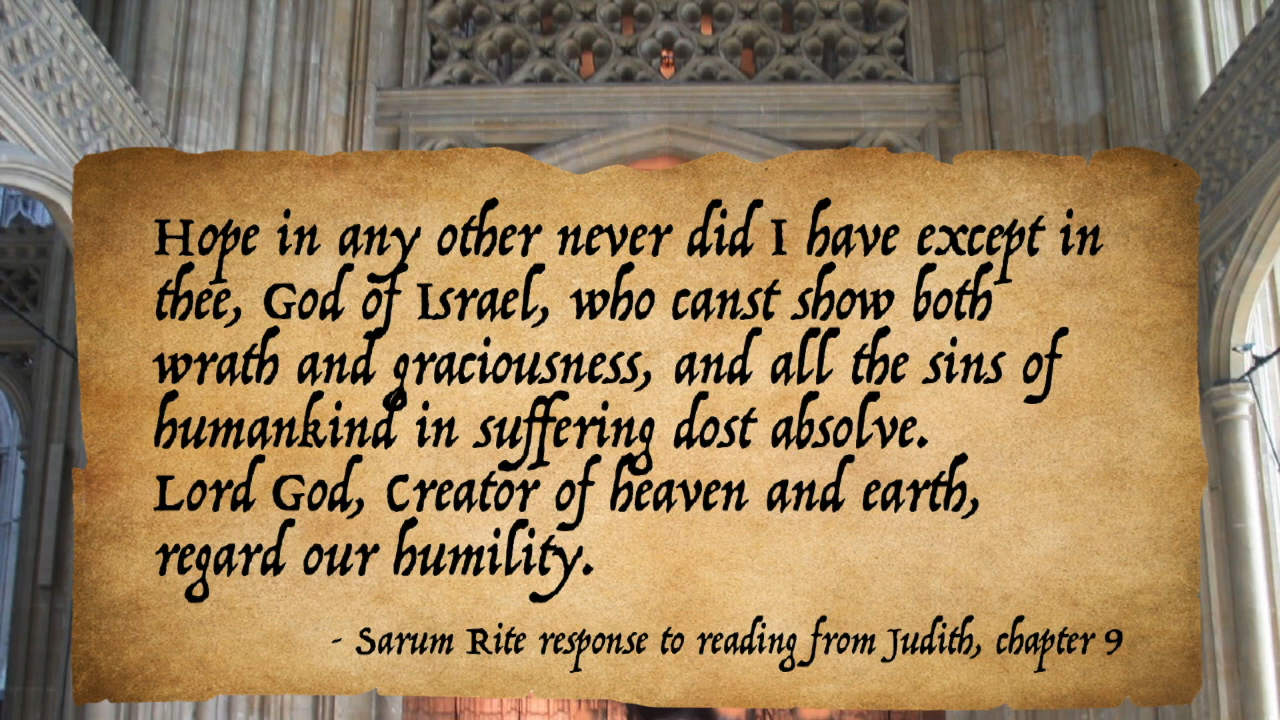 Hope in any other never did I have except in
thee, God of Israel, who canst show both
wrath and graciousness, and all the sins of
humankind in suffering dost absolve.
Lord God, Creator of heaven and earth,
regard our humility.
- Sarum Rite response to reading from Judith, chapter 9